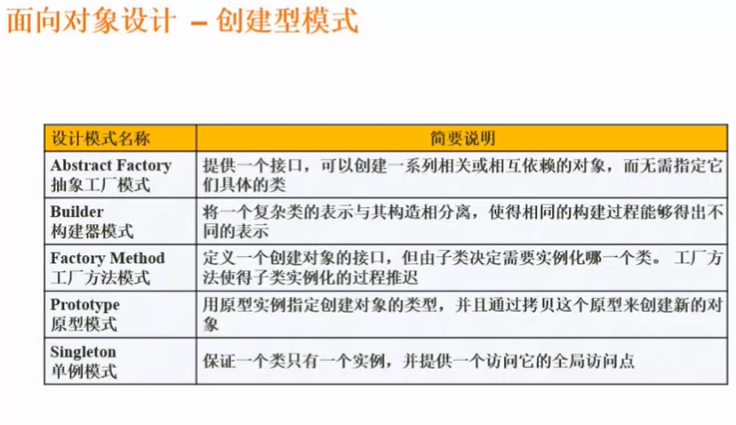 面向对象设计 – 创建型模式
设计模式名称
简要说明
Abstract Factory
抽象工厂模式
提供一个接口，可以创建一系列相关或相互依赖的对象，而无需指定它
们具体的类
Builder
构建器模式
将一个复杂类的表示与其构造相分离，使得相同的构建过程能够得出不
同的表示
Factory Method
工厂方法模式
定义一个创建对象的接口，但由子类决定需要实例化哪一个类。 工厂方
法使得子类实例化的过程推迟
Prototype
原型模式
用原型实例指定创建对象的类型，并且通过拷贝这个原型来创建新的对
象
Singleton
单例模式
保证一个类只有一个实例，并提供一个访问它的全局访问点